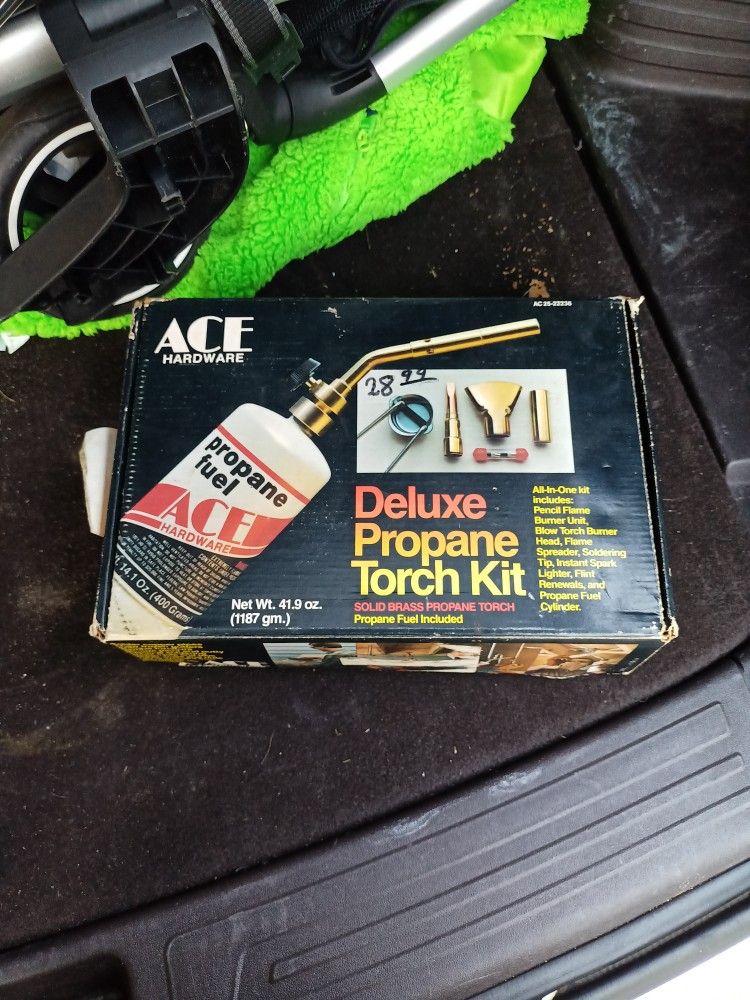 AC 25-22236
ACE
HARDWARE
28 99
propane
fuel
ACE
HARDWARE
14.1 Oz. (400 Grams)
Deluxe
Propane
Torch Kit
SOLID BRASS PROPANE TORCH
Propane Fuel Included
Net Wt. 41.9 oz.
(1187 gm.)
All-In-One kit
includes:
Pencil Flame
Burner Unit,
Blow Torch Burner
Head, Flame
Spreader, Soldering
Tip, Instant Spark
Lighter, Flint
Renewals, and
Propane Fuel
Cylinder.